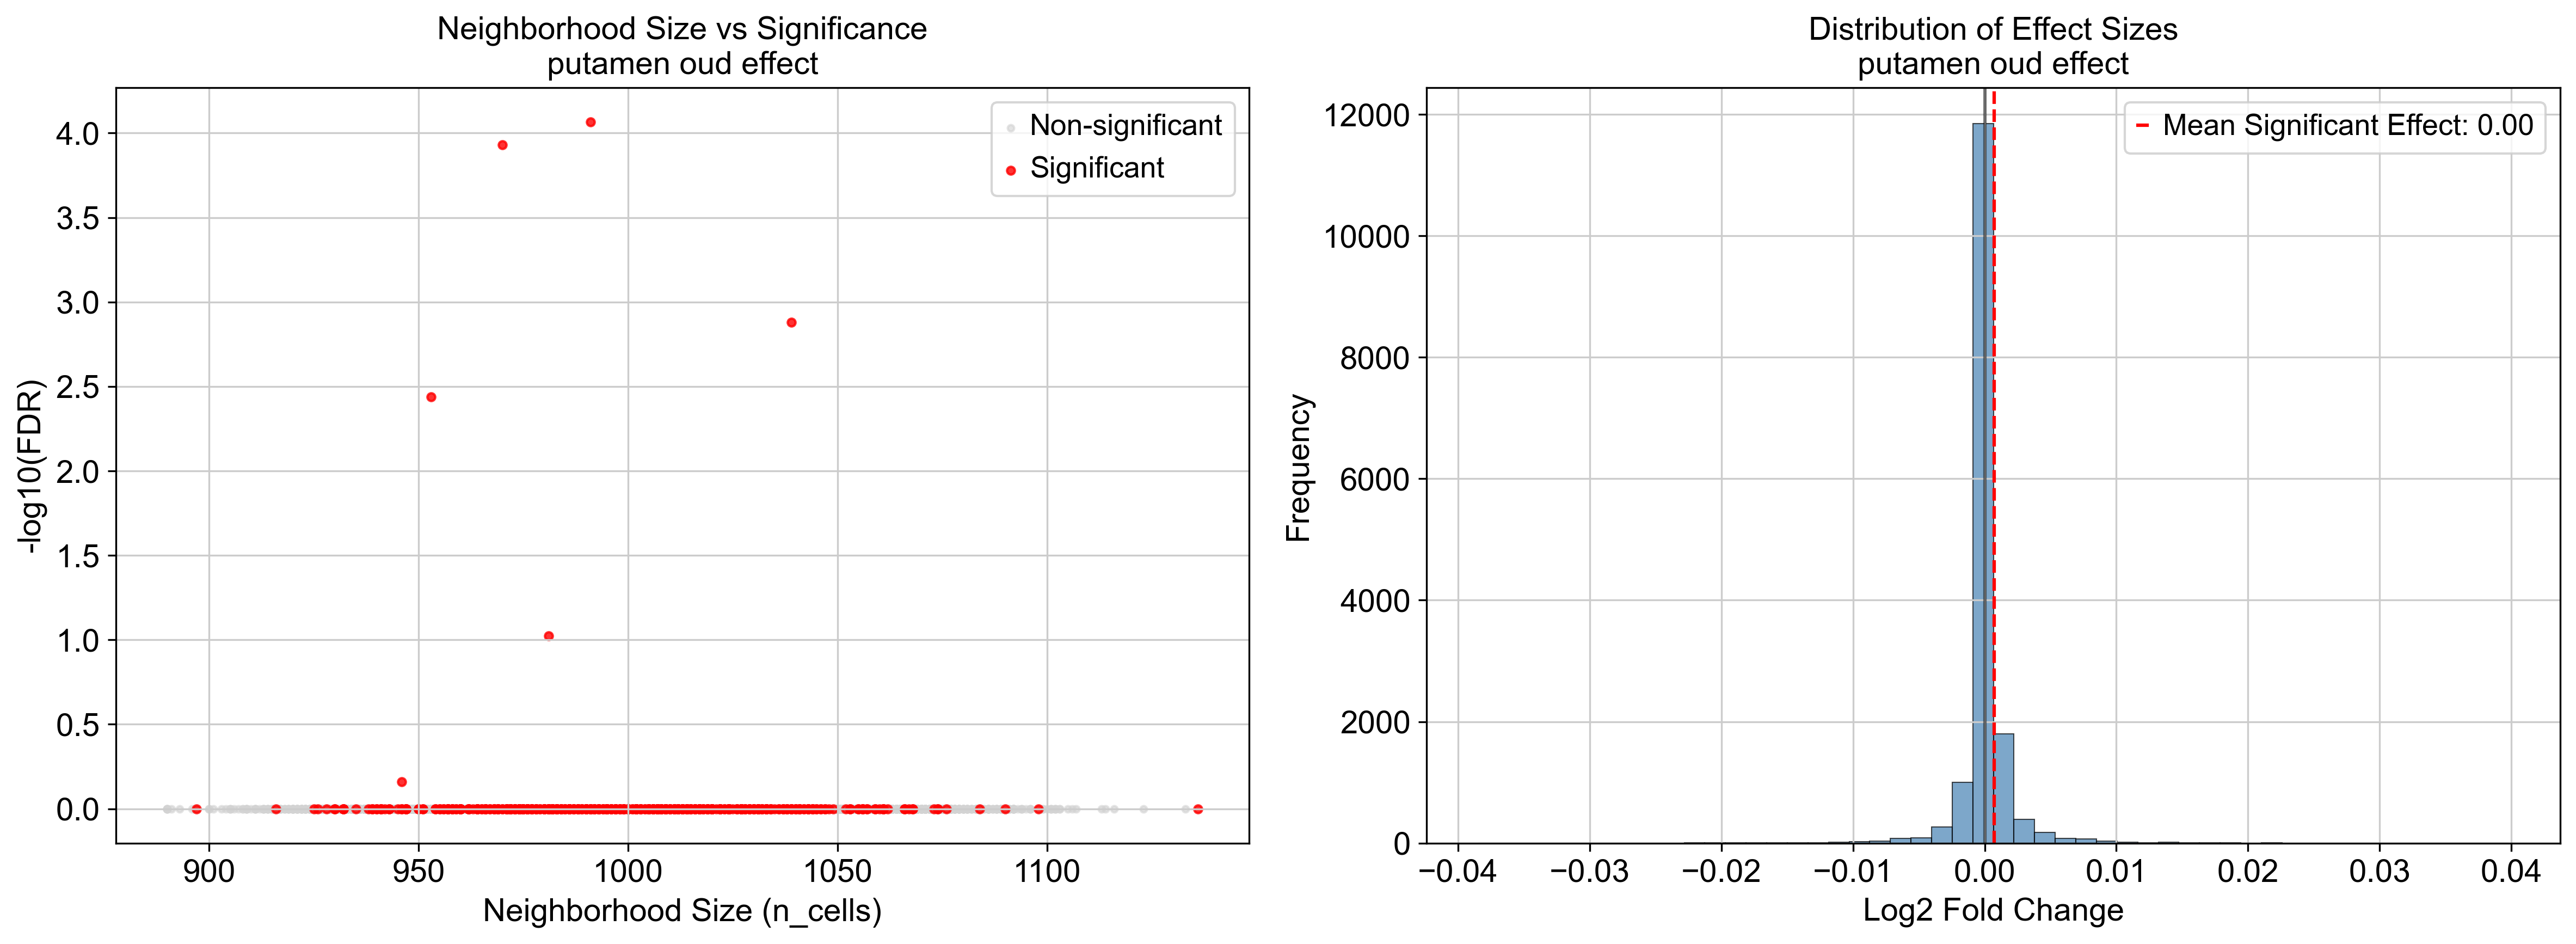 Neighborhood Size vs Significance
putamen oud effect
4.0
3.5
3.0
2.5
2.0
1.5
1.0
0.5
0.0
-log10(FDR)
900
950
1000
1050
1100
Neighborhood Size (n_cells)
Non-significant
Significant
Distribution of Effect Sizes
putamen oud effect
12000
10000
8000
6000
4000
2000
0
Frequency
−0.04
−0.03
−0.02
−0.01
0.00
0.01
0.02
0.03
0.04
Log2 Fold Change
Mean Significant Effect: 0.00